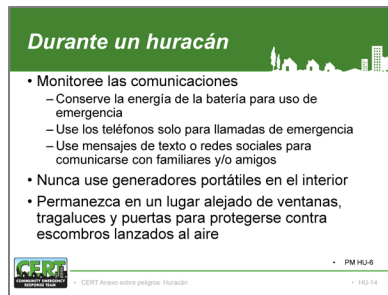 Durante un huracán
• Monitoree las comunicaciones
– Conserve la energía de la batería para uso de
emergencia
– Use los teléfonos solo para llamadas de emergencia
– Use mensajes de texto o redes sociales para
comunicarse con familiares y/o amigos
• Nunca use generadores portátiles en el interior
• Permanezca en un lugar alejado de ventanas,
tragaluces y puertas para protegerse contra
escombros lanzados al aire
• PM HU-6
CERT
COMMUNITY EMERGENCY
RESPONSE TEAM
• CERT Anexo sobre peligros: Huracán
• HU-14